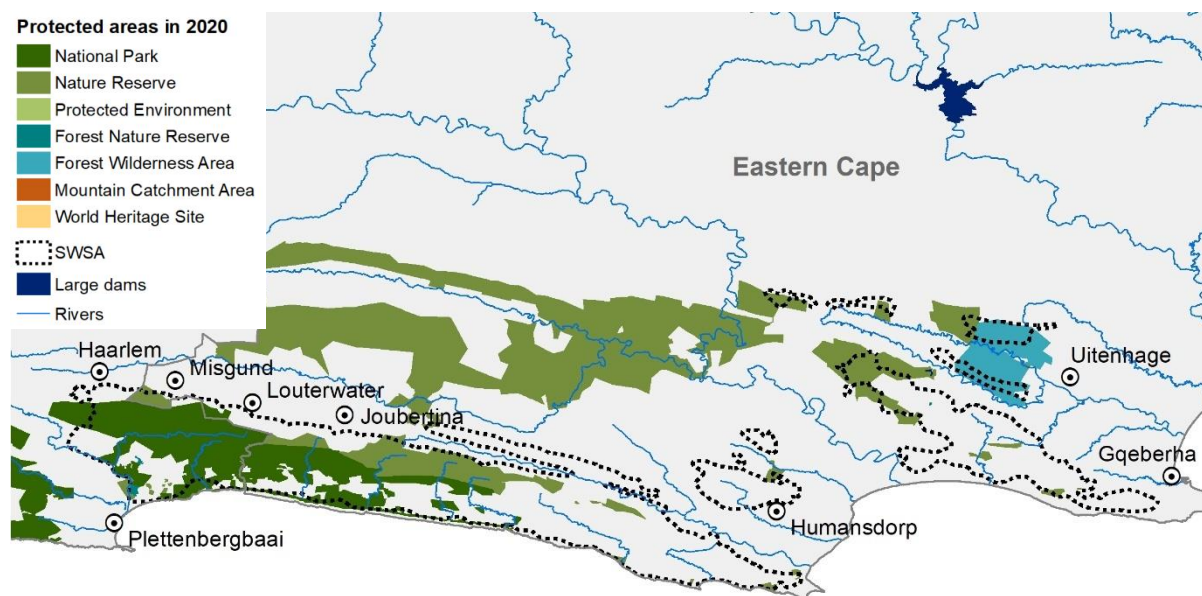 Protected areas in 2020
National Park
Nature Reserve
Protected Environment
Forest Nature Reserve
Forest Wilderness Area
Mountain Catchment Area
World Heritage Site
SWSA
Large dams
Rivers
Eastern Cape
Haarlem
Misgund
Louterwater
Joubertina
Uitenhage
Gqeberha
Humansdorp
Plettenbergbaai